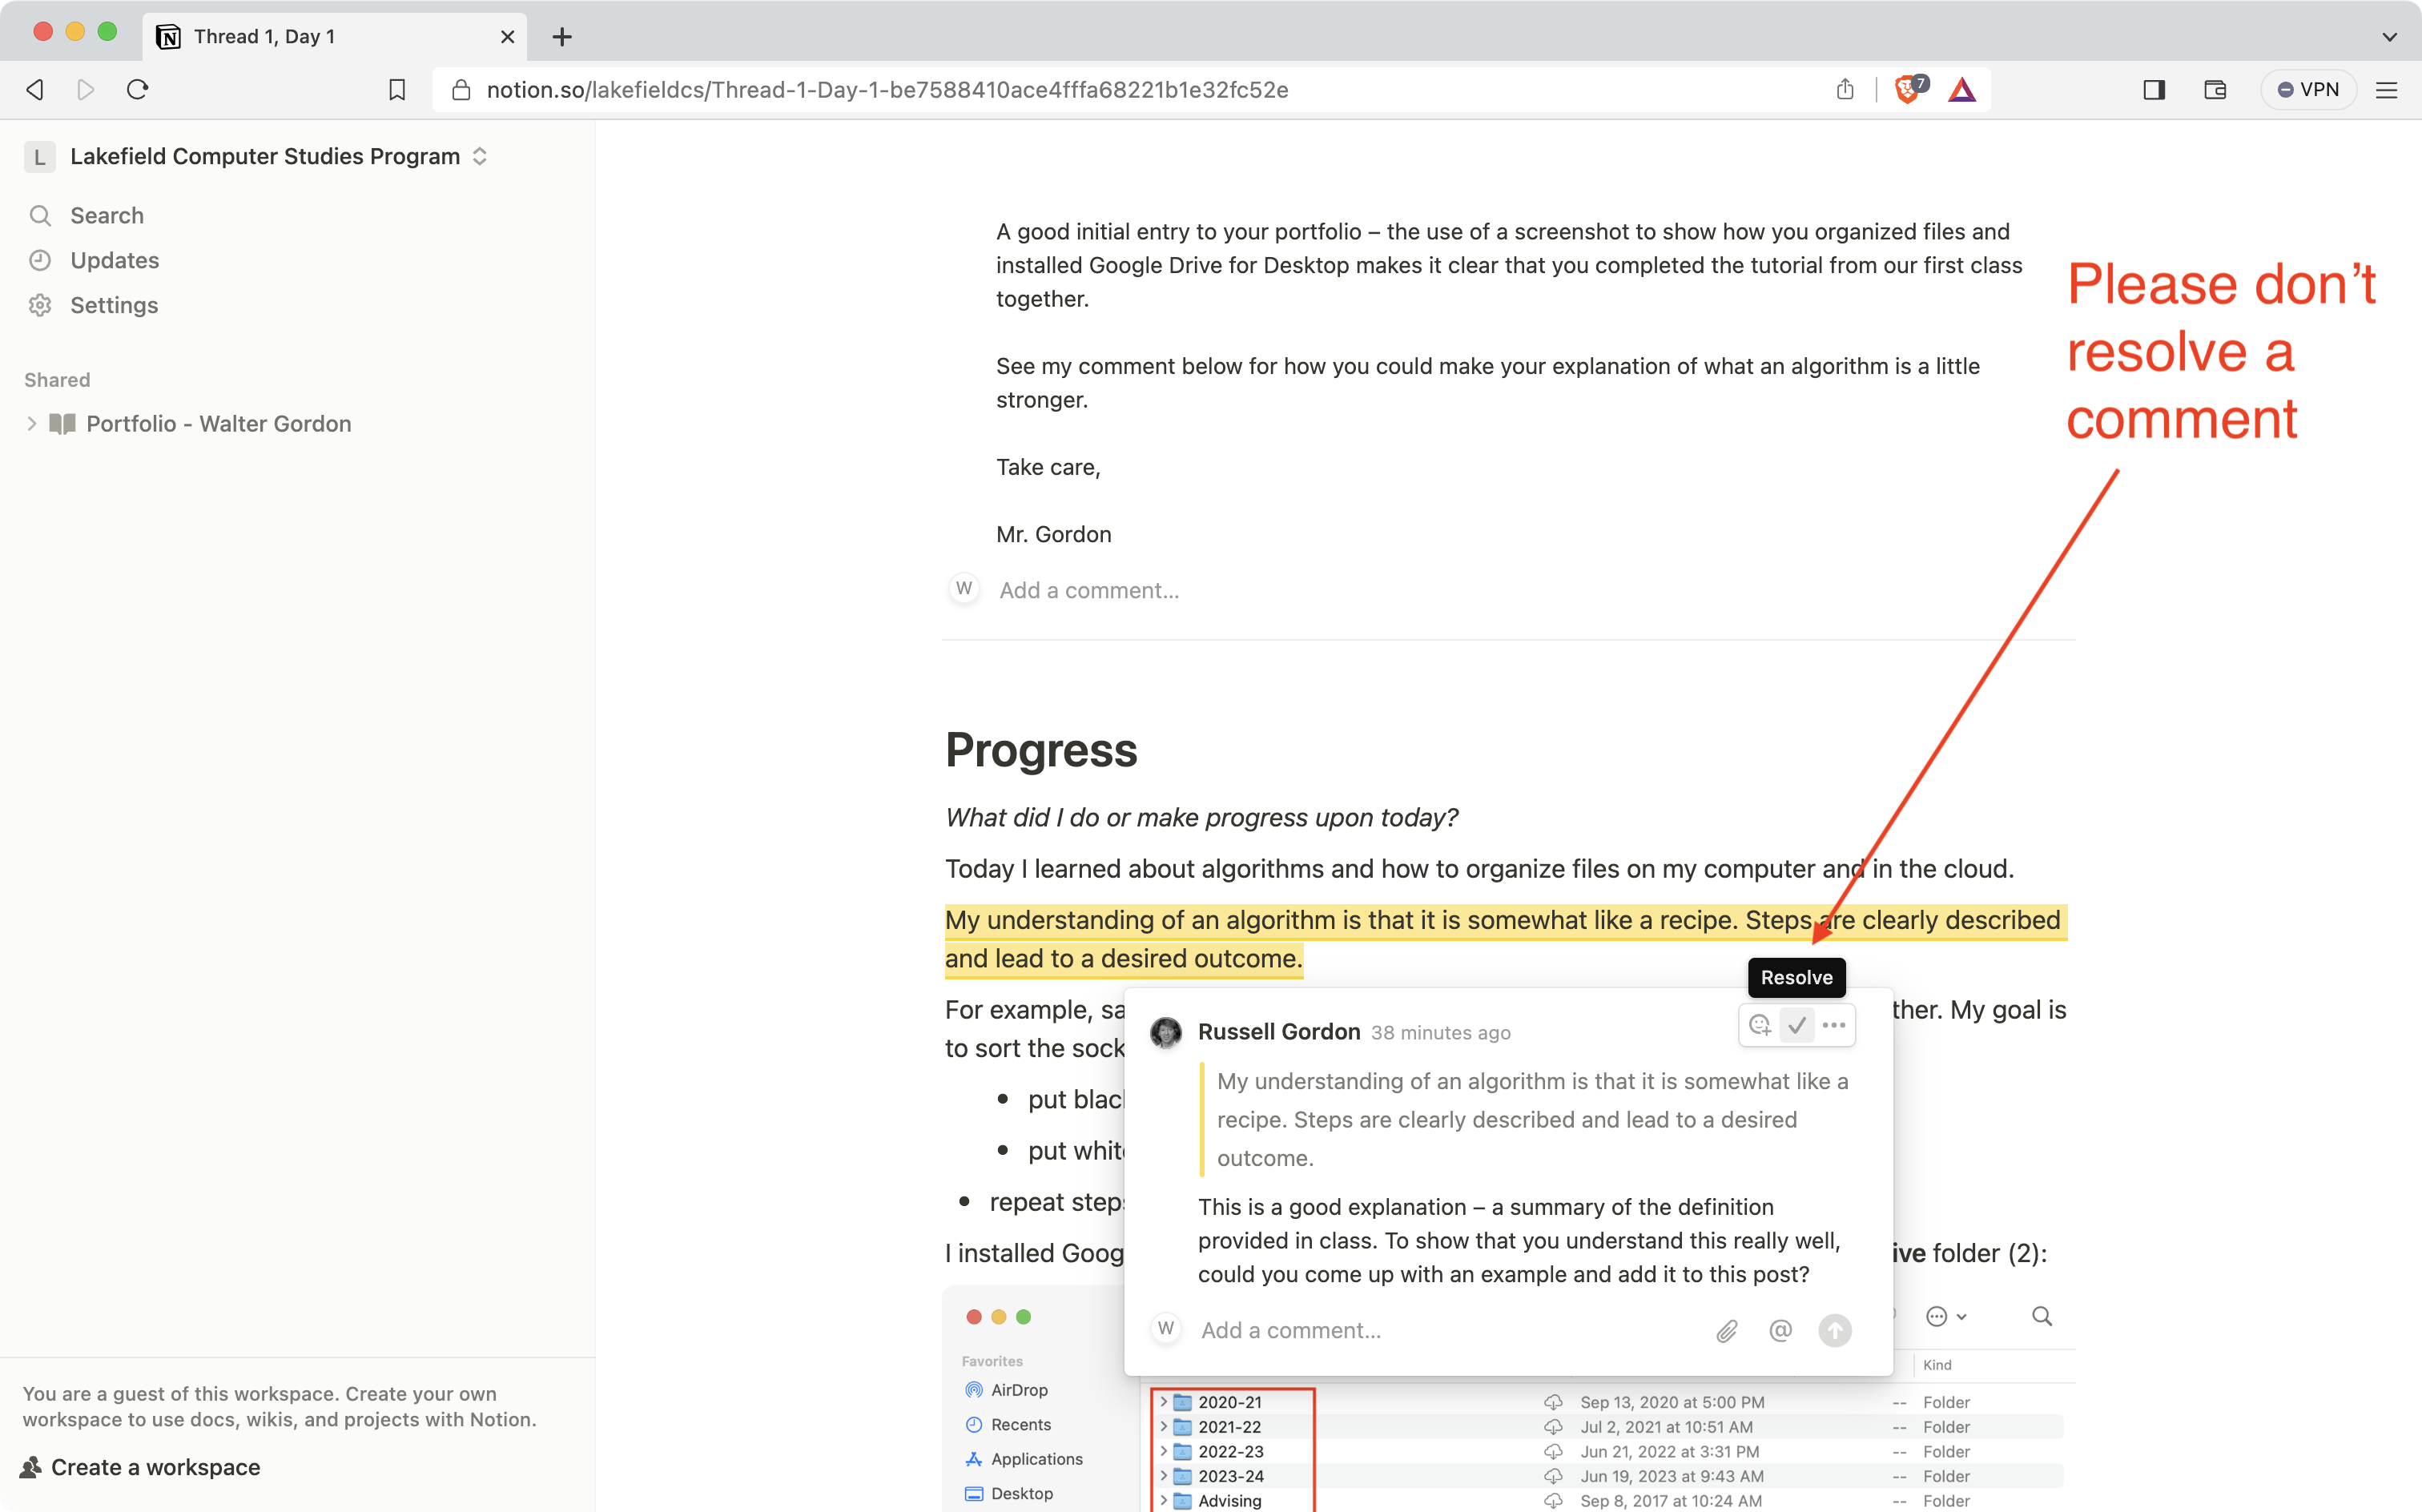 Thread 1, Day 1
notion.so/lakefieldcs/Thread-1-Day-1-be7588410ace4fffa68221b1e32fc52e
7
VPN
L
Lakefield Computer Studies Program
Search
Updates
Settings
Shared
Portfolio - Walter Gordon
You are a guest of this workspace. Create your own
workspace to use docs, wikis, and projects with Notion.
Create a workspace
A good initial entry to your portfolio – the use of a screenshot to show how you organized files and
installed Google Drive for Desktop makes it clear that you completed the tutorial from our first class
together.
See my comment below for how you could make your explanation of what an algorithm is a little
stronger.
Take care,
Mr. Gordon
W
Add a comment...
Please don't
resolve a
comment
Progress
What did I do or make progress upon today?
Today I learned about algorithms and how to organize files on my computer and in the cloud.
My understanding of an algorithm is that it is somewhat like a recipe. Steps are clearly described
and lead to a desired outcome.
Resolve
For example, ther. My goal is
to sort the sock
put
put
repeat
I installed folder (2):
Russell Gordon 38 minutes ago
My understanding of an algorithm is that it is somewhat like a
recipe. Steps are clearly described and lead to a desired
outcome.
This is a good explanation – a summary of the definition
provided in class. To show that you understand this really well,
could you come up with an example and add it to this post?
W
Add a comment...
@
Favorites
AirDrop
Recents
Applications
Desktop
Kind
2020-21 Sep 13, 2020 at 5:00 PM -- Folder
2021-22 Jul 2, 2021 at 10:51 AM -- Folder
2022-23 Jun 21, 2022 at 3:31 PM -- Folder
2023-24 Jun 19, 2023 at 9:43 AM -- Folder
Advising Sep 8, 2017 at 10:24 AM -- Folder